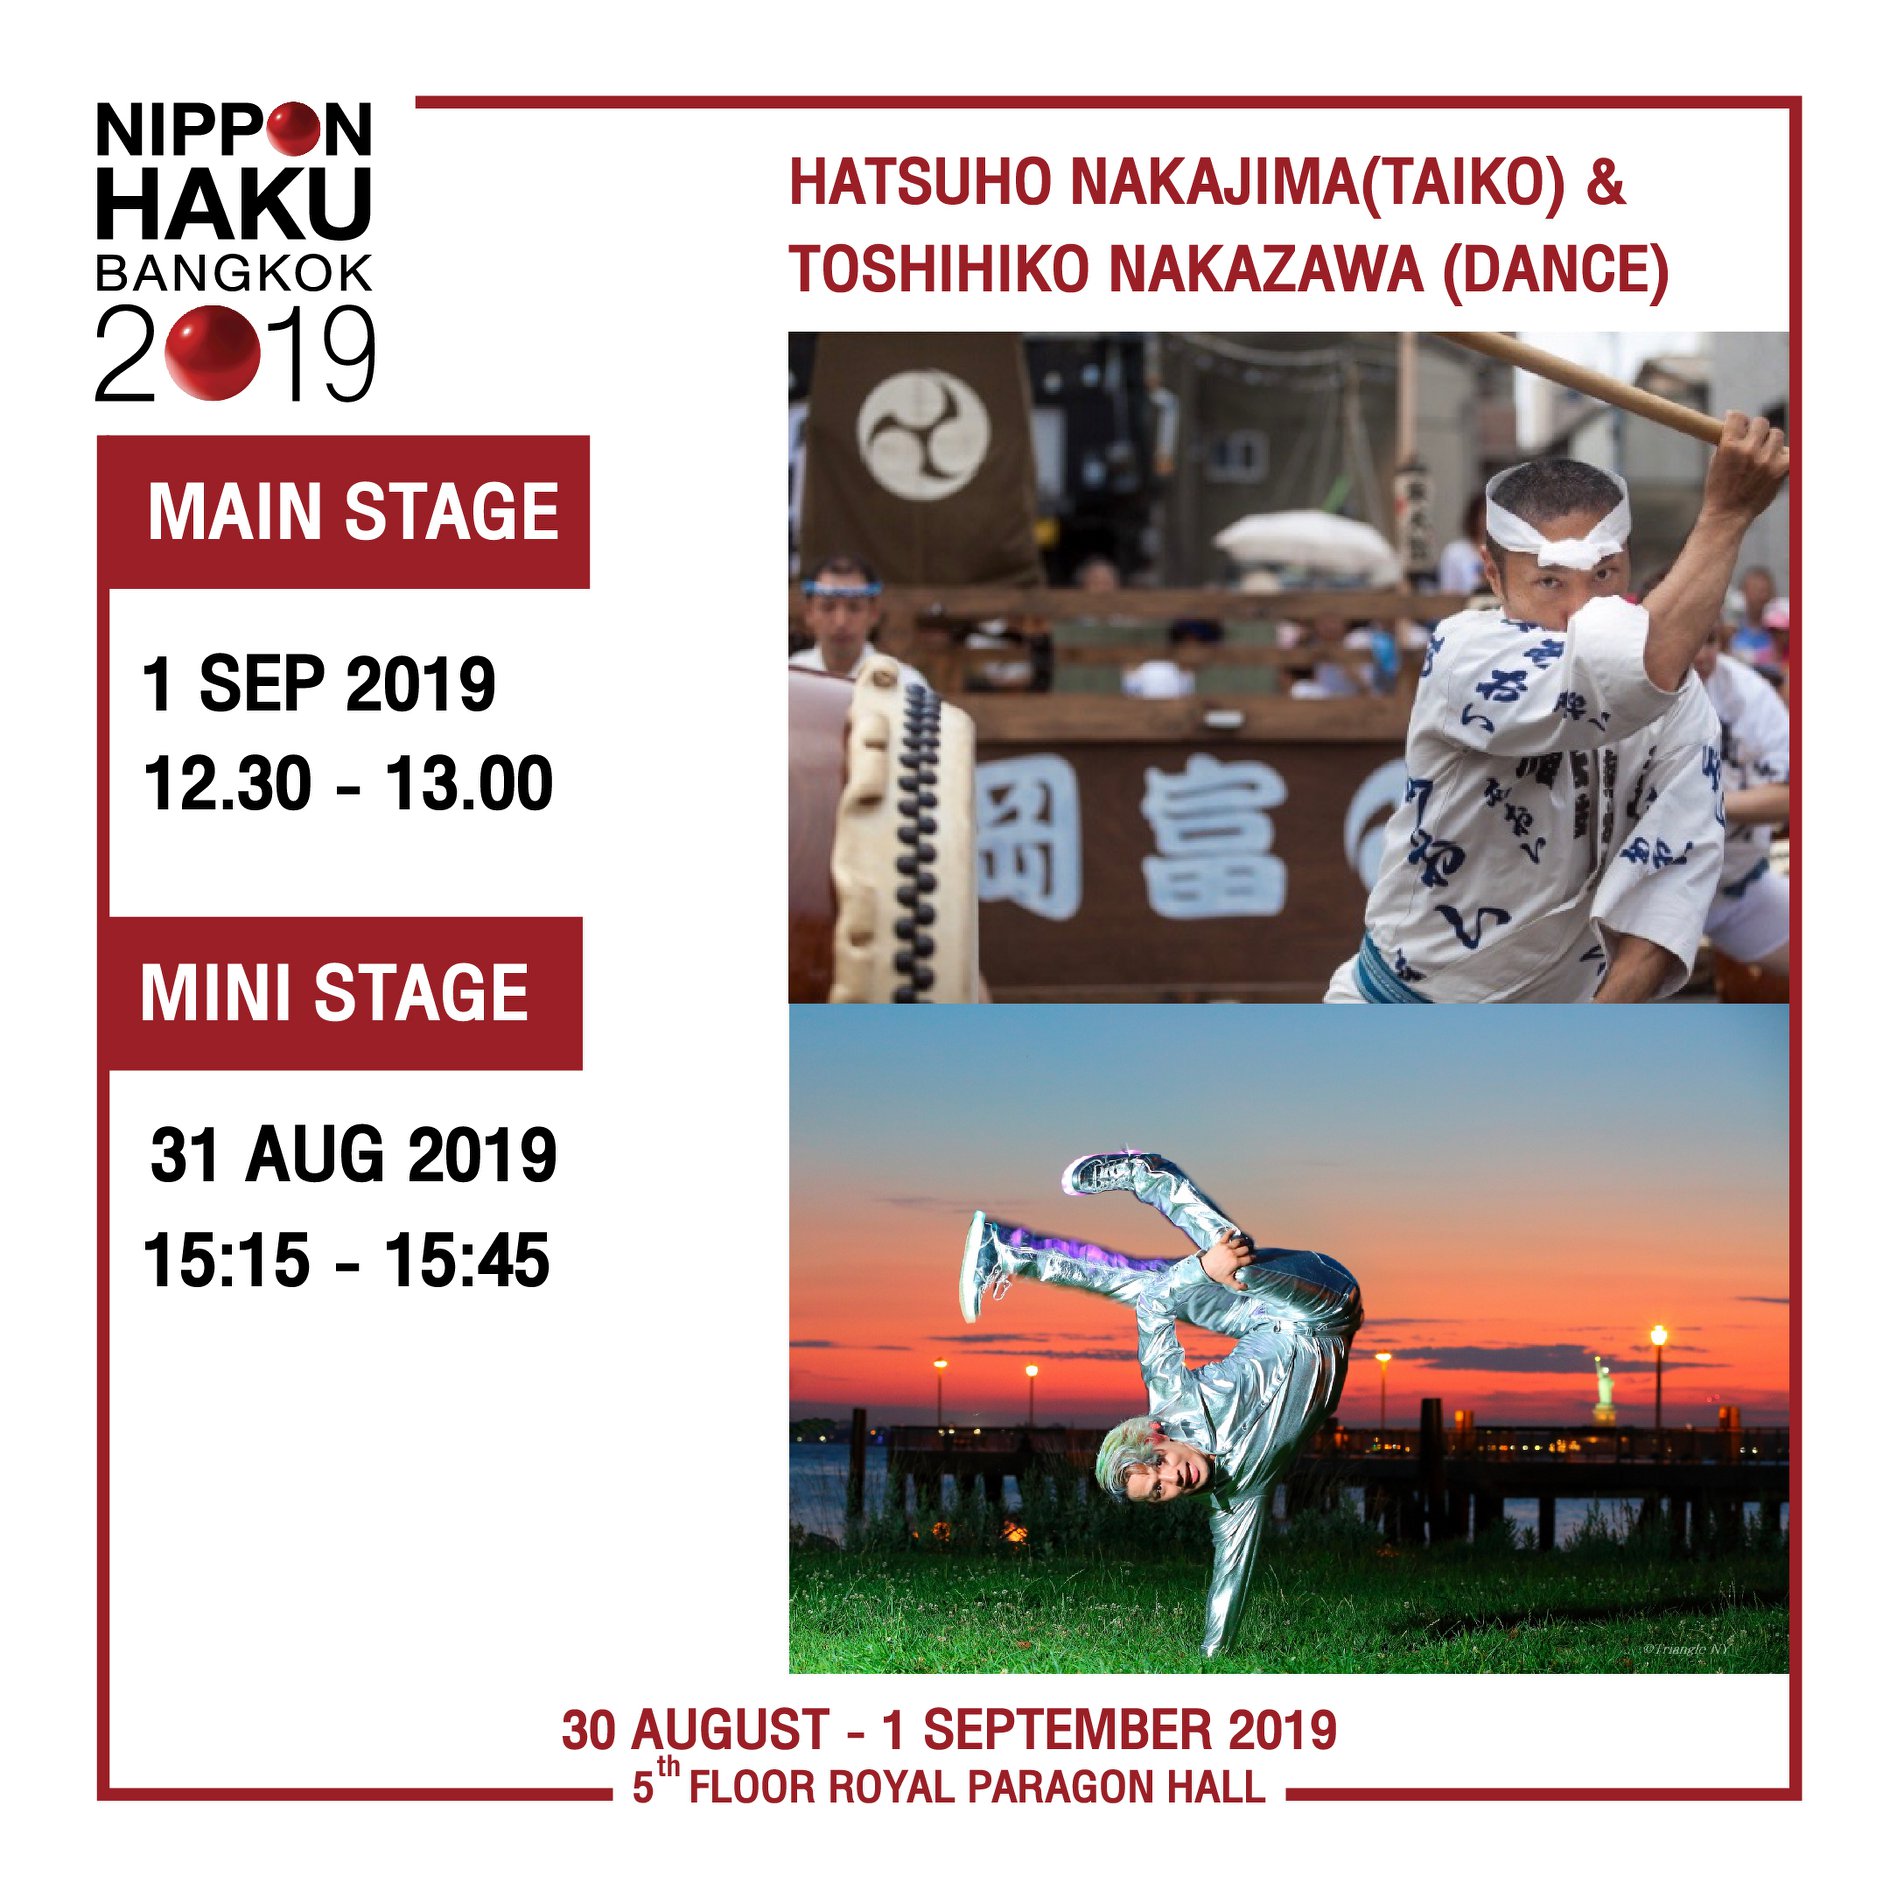 NIPPON
HAKU
BANGKOK
2019
HATSUHO NAKAJIMA(TAIKO) &
TOSHIHIKO NAKAZAWA (DANCE)
MAIN STAGE
1 SEP 2019
12.30 - 13.00
MINI STAGE
31 AUG 2019
15:15 - 15:45
岡富
©Triangle NY
30 AUGUST - 1 SEPTEMBER 2019
5th FLOOR ROYAL PARAGON HALL